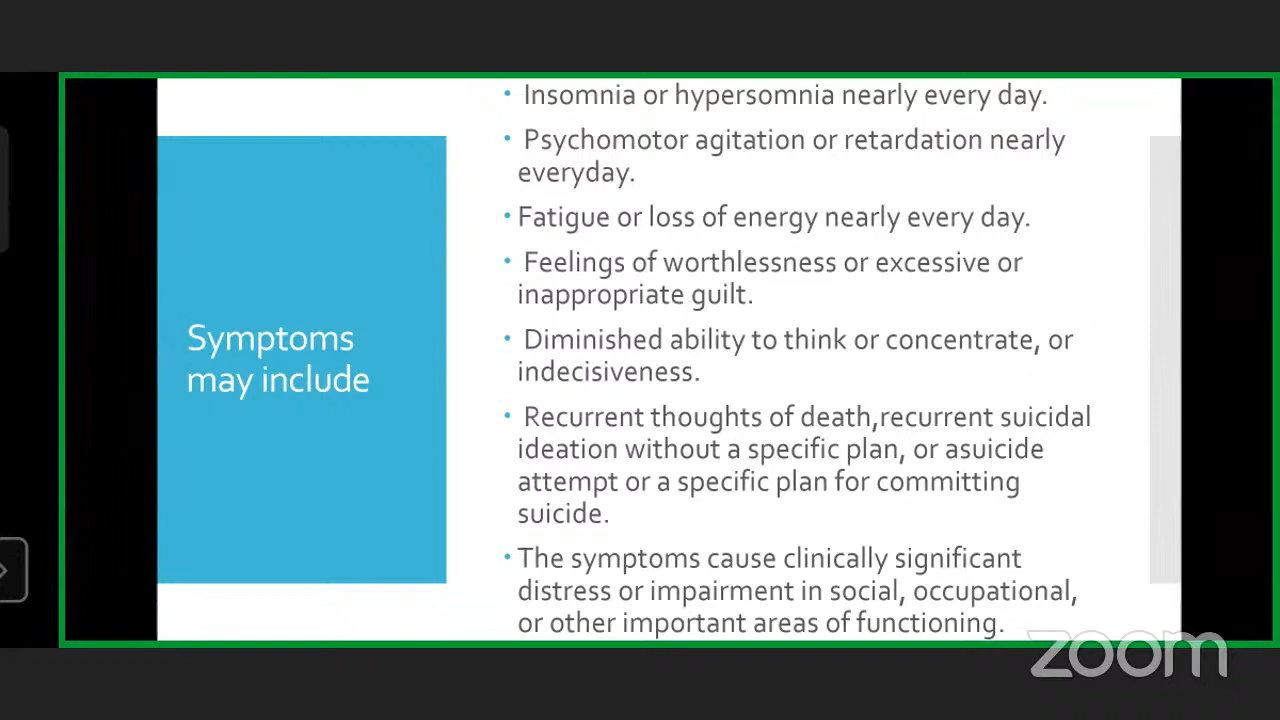 Symptoms
may include
• Insomnia or hypersomnia nearly every day.
• Psychomotor agitation or retardation nearly
everyday.
• Fatigue or loss of energy nearly every day.
• Feelings of worthlessness or excessive or
inappropriate guilt.
• Diminished ability to think or concentrate, or
indecisiveness.
• Recurrent thoughts of death,recurrent suicidal
ideation without a specific plan, or asuicide
attempt or a specific plan for committing
suicide.
• The symptoms cause clinically significant
distress or impairment in social, occupational,
or other important areas of functioning.
zoom